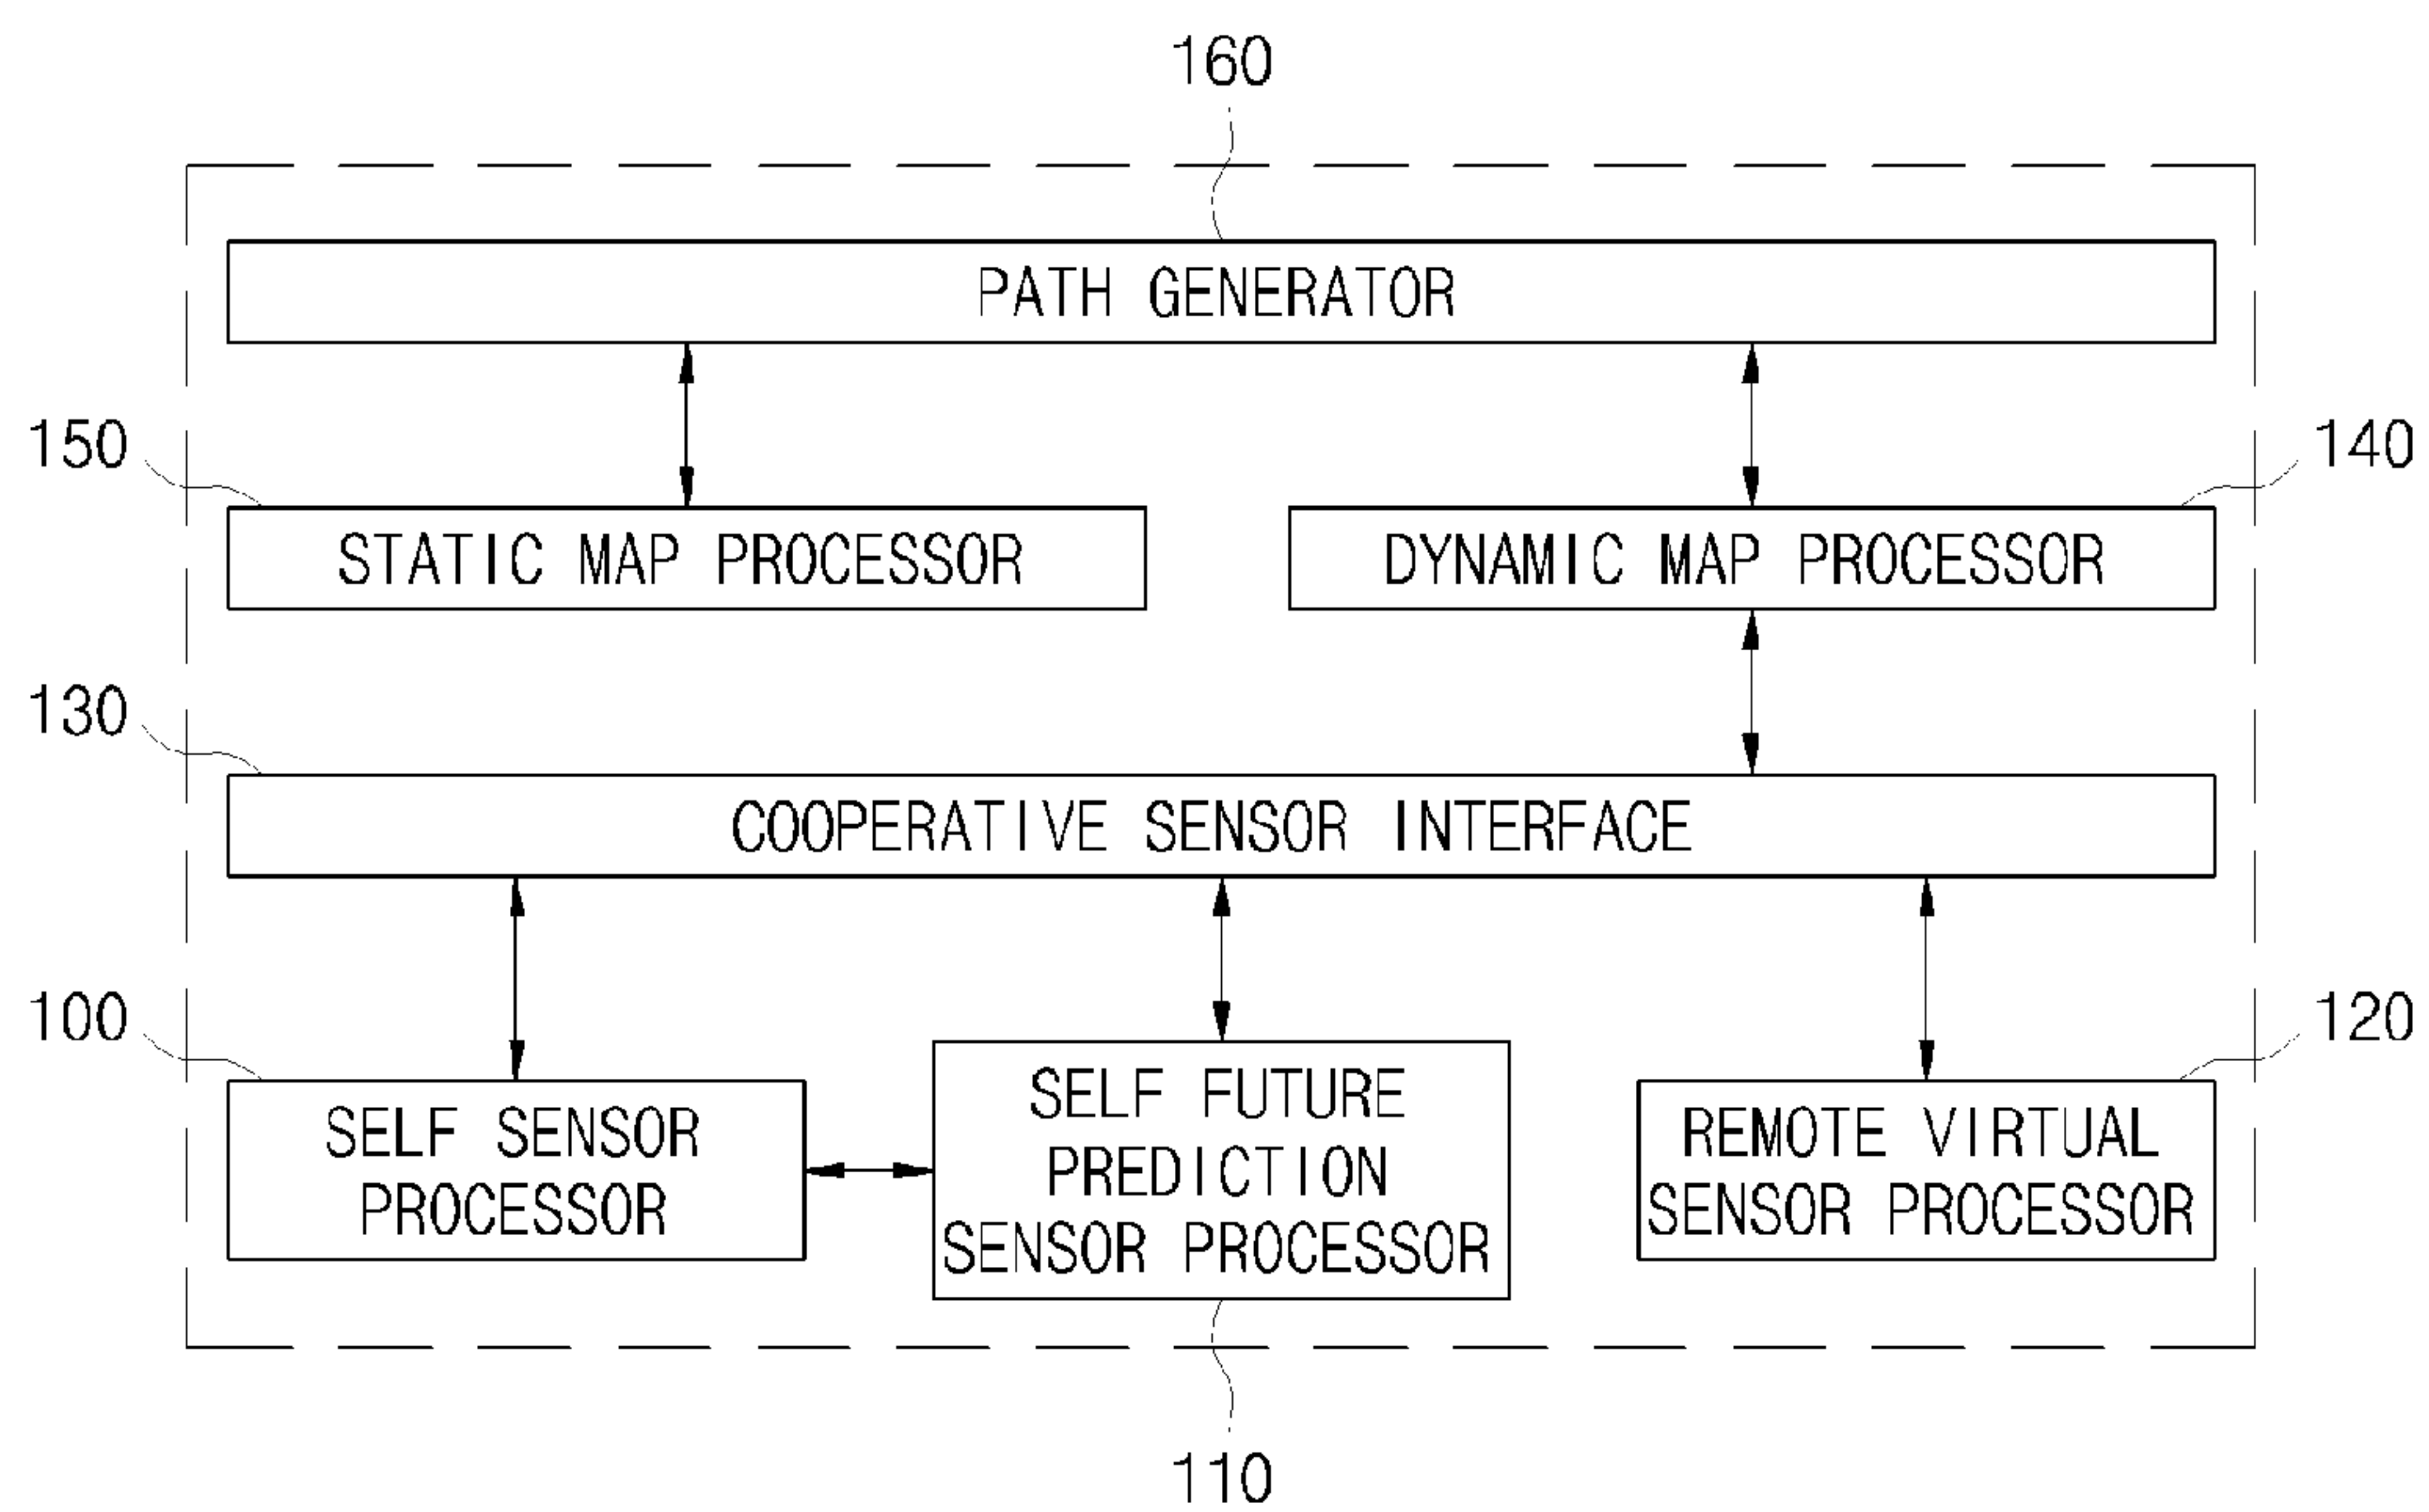 160
PATH GENERATOR
150
140
STATIC MAP PROCESSOR
DYNAMIC MAP PROCESSOR
130
COOPERATIVE SENSOR INTERFACE
100
120
SELF SENSOR
PROCESSOR
SELF FUTURE
PREDICTION
SENSOR PROCESSOR
REMOTE VIRTUAL
SENSOR PROCESSOR
110